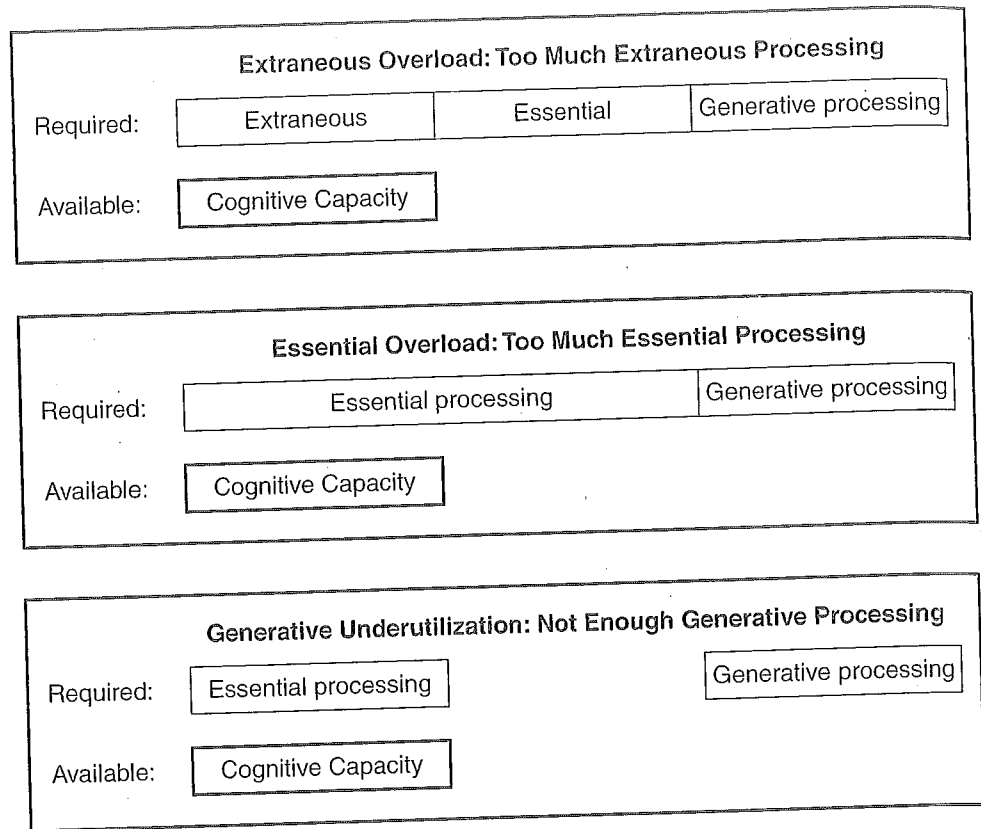 Extraneous Overload: Too Much Extraneous Processing
Required: Extraneous Essential Generative processing
Available: Cognitive Capacity
Essential Overload: Too Much Essential Processing
Required: Essential processing Generative processing
Available: Cognitive Capacity
Generative Underutilization: Not Enough Generative Processing
Required: Essential processing Generative processing
Available: Cognitive Capacity